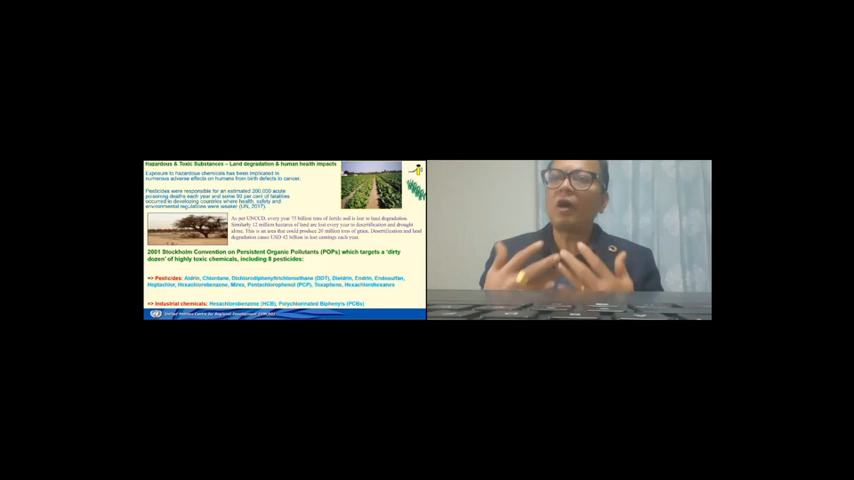 Hazardous & Toxic Substances – Land degradation & human health impacts
Exposure to hazardous chemicals has been implicated in
numerous adverse effects on humans from birth defects to cancer.
Pesticides were responsible for an estimated 200,000 acute
poisoning deaths each year and some 99 per cent of fatalities
occurred in developing countries where health, safety and
environmental regulations were weaker (UN, 2017).
As per UNCCD, every year 75 billion tons of fertile soil is lost to land degradation.
Similarly 12 million hectares of land are lost every year to desertification and drought
alone. This is an area that could produce 20 million tons of grain. Desertification and land
degradation cause USD 42 billion in lost earnings each year.
2001 Stockholm Convention on Persistent Organic Pollutants (POPs) which targets a 'dirty
dozen' of highly toxic chemicals, including 8 pesticides:
=> Pesticides: Aldrin, Chlordane, Dichlorodiphenyltrichloroethane (DDT), Dieldrin, Endrin, Endosulfan,
Heptachlor, Hexachlorobenzene, Mirex, Pentachlorophenol (PCP), Toxaphene,
=> Industrial chemicals: Hexachlorobenzene (HCB), Polychlorinated Biphenyls (PCBs)
United Nations Centre for Regional Development (UNCRD)